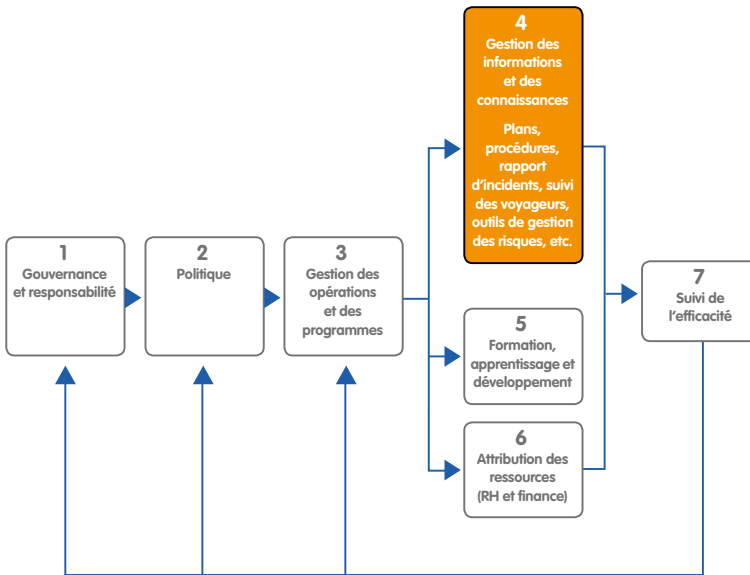 1
Gouvernance
et responsabilité
2
Politique
3
Gestion des
opérations
et des
programmes
4
Gestion des
informations
et des
connaissances
Plans,
procédures,
rapport
d'incidents, suivi
des voyageurs,
outils de gestion
des risques, etc.
5
Formation,
apprentissage et
développement
6
Attribution des
ressources
(RH et finance)
7
Suivi de
l'efficacité